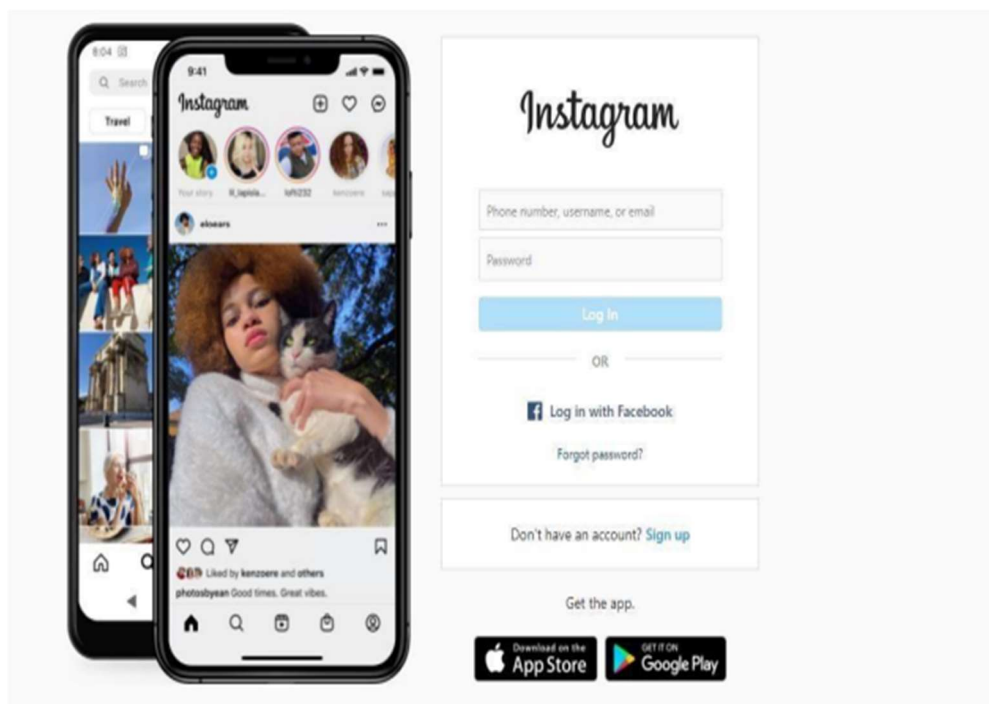 8:04
Search
Travel
9:41
Instagram
Your story
lil_lapisla...
lofti232
kenzoere
eloears
Liked by kenzoere and others
photosbyean Good times. Great vibes.
Instagram
Phone number, username, or email
Password
Log In
OR
Log in with Facebook
Forgot password?
Don't have an account? Sign up
Get the app.
Download on the
App Store
GET IT ON
Google Play